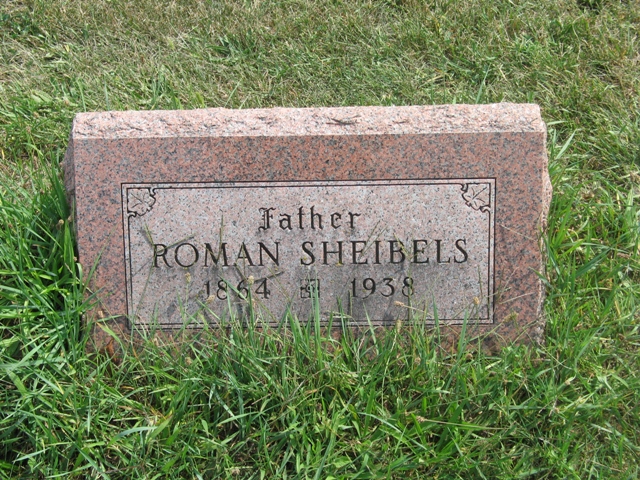 Father
ROMAN SHEIBELS
1864 1938